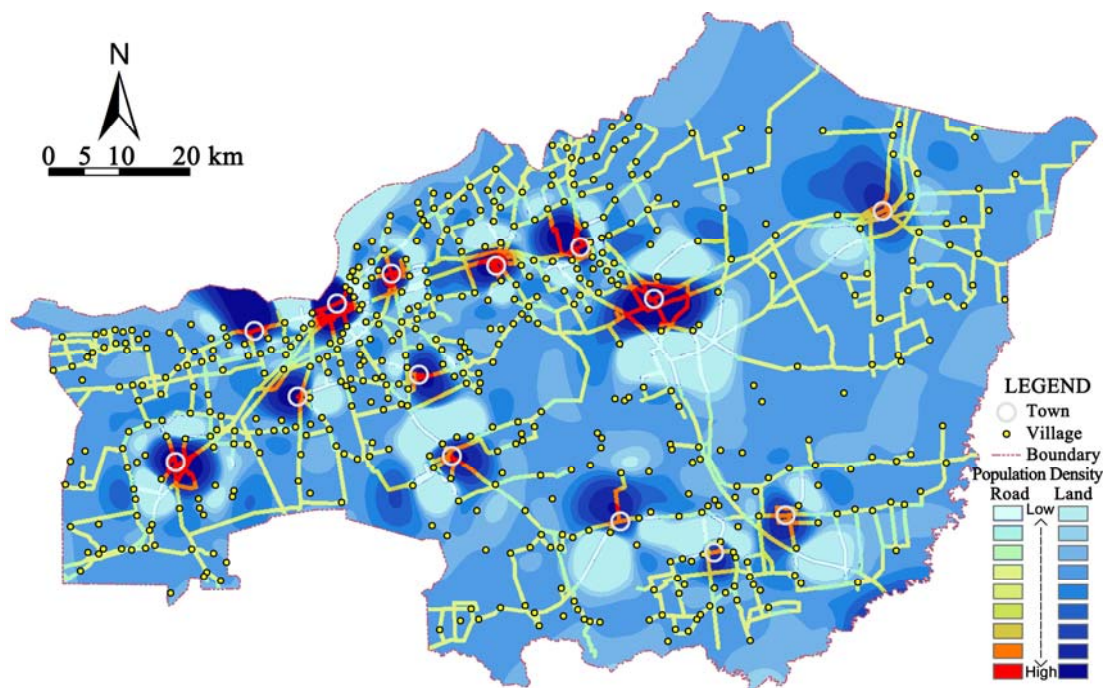 N
0 5 10 20 km
LEGEND
Town
Village
Boundary
Population Density
Road Land
Low
High